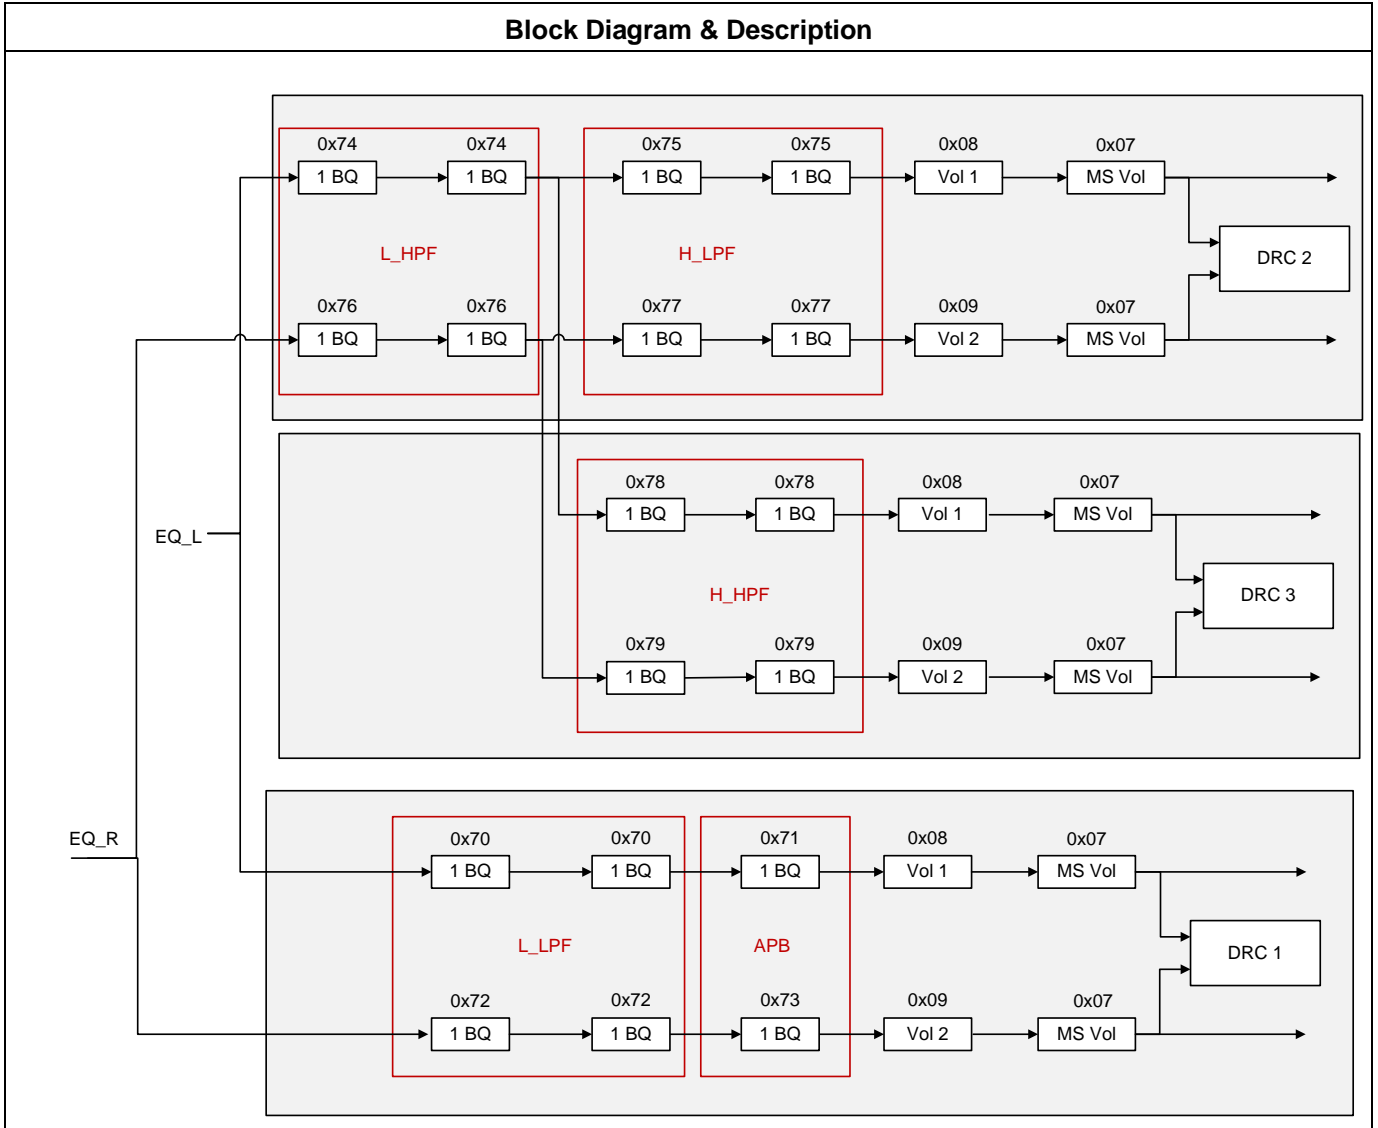 Block Diagram & Description
0x74 0x74 0x75 0x75 0x08 0x07
1 BQ 1 BQ 1 BQ 1 BQ Vol 1 MS Vol
L_HPF H_LPF DRC 2
0x76 0x76 0x77 0x77 0x09 0x07
1 BQ 1 BQ 1 BQ 1 BQ Vol 2 MS Vol
0x78 0x78 0x08 0x07
1 BQ 1 BQ Vol 1 MS Vol
EQ_L
H_HPF DRC 3
0x79 0x79 0x09 0x07
1 BQ 1 BQ Vol 2 MS Vol
EQ_R 0x70 0x70 0x71 0x08 0x07
1 BQ 1 BQ 1 BQ Vol 1 MS Vol
L_LPF APB DRC 1
0x72 0x72 0x73 0x09 0x07
1 BQ 1 BQ 1 BQ Vol 2 MS Vol